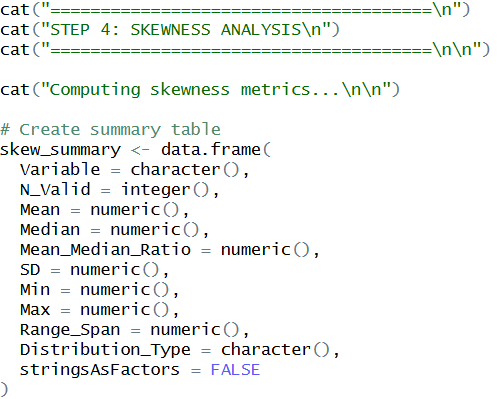 cat("=====================================\n")
cat("STEP 4: SKEWNESS ANALYSIS\n")
cat("=====================================\n\n")
cat("Computing skewness metrics...\n\n")
# Create summary table
skew_summary <- data.frame(
  Variable = character(),
  N_Valid = integer(),
  Mean = numeric(),
  Median = numeric(),
  Mean_Median_Ratio = numeric(),
  SD = numeric(),
  Min = numeric(),
  Max = numeric(),
  Range_Span = numeric(),
  Distribution_Type = character(),
  stringsAsFactors = FALSE
)